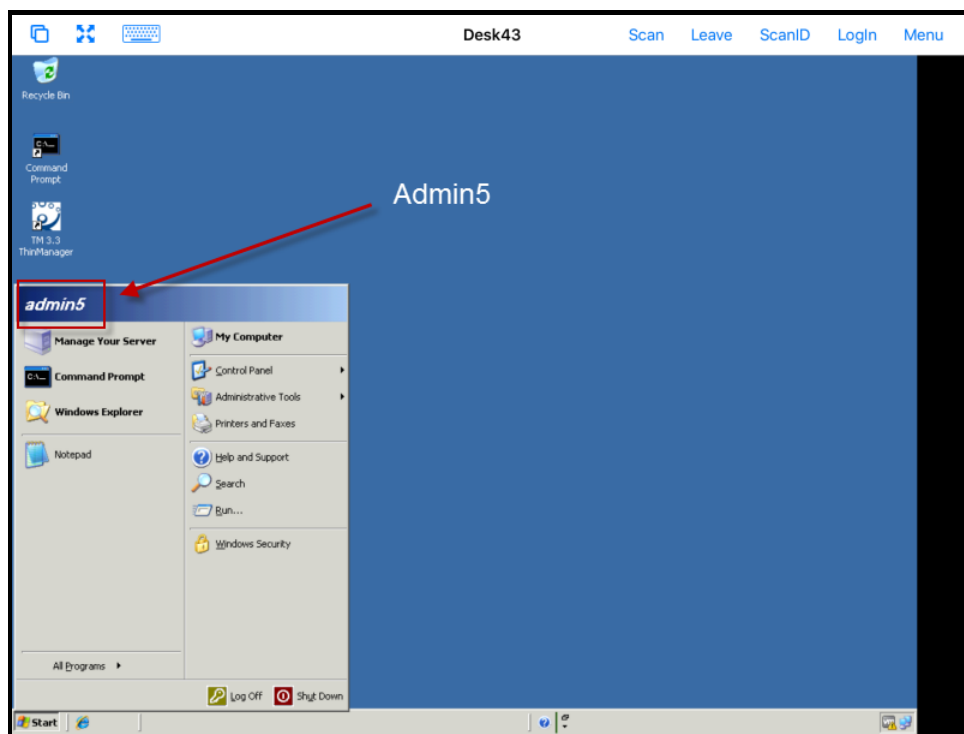 Desk43 Scan Leave ScanID LogIn Menu
Recycle Bin
C:\_
Command
Prompt
TM 3.3
ThinManager
Admin5
admin5
Manage Your Server
Command Prompt
Windows Explorer
Notepad
All Programs
My Computer
Control Panel
Administrative Tools
Printers and Faxes
Help and Support
Search
Run...
Windows Security
Log Off Shut Down
Start